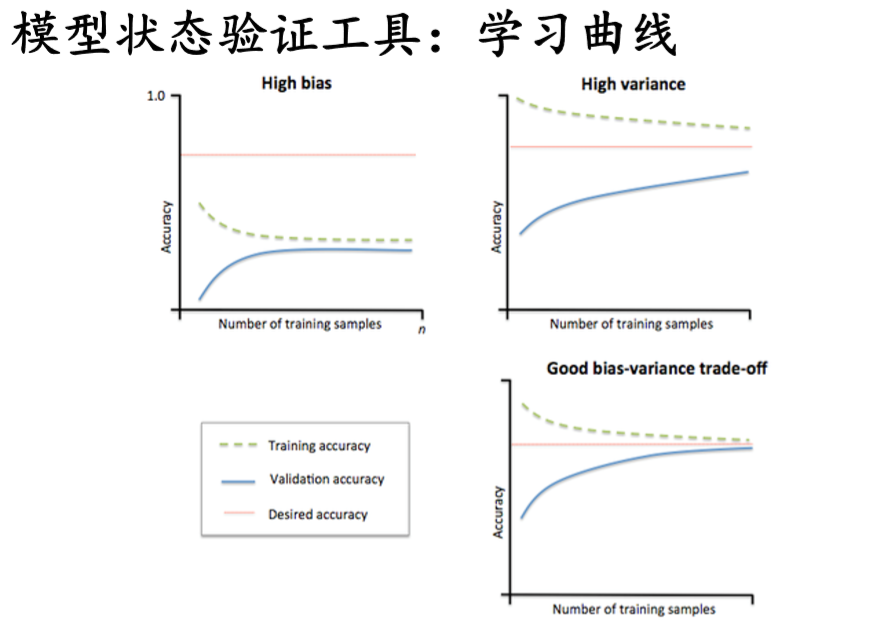 模型状态验证工具：学习曲线
High bias
1.0
Accuracy
Number of training samples
n
High variance
Accuracy
Number of training samples
Good bias-variance trade-off
Accuracy
Number of training samples
Training accuracy
Validation accuracy
Desired accuracy